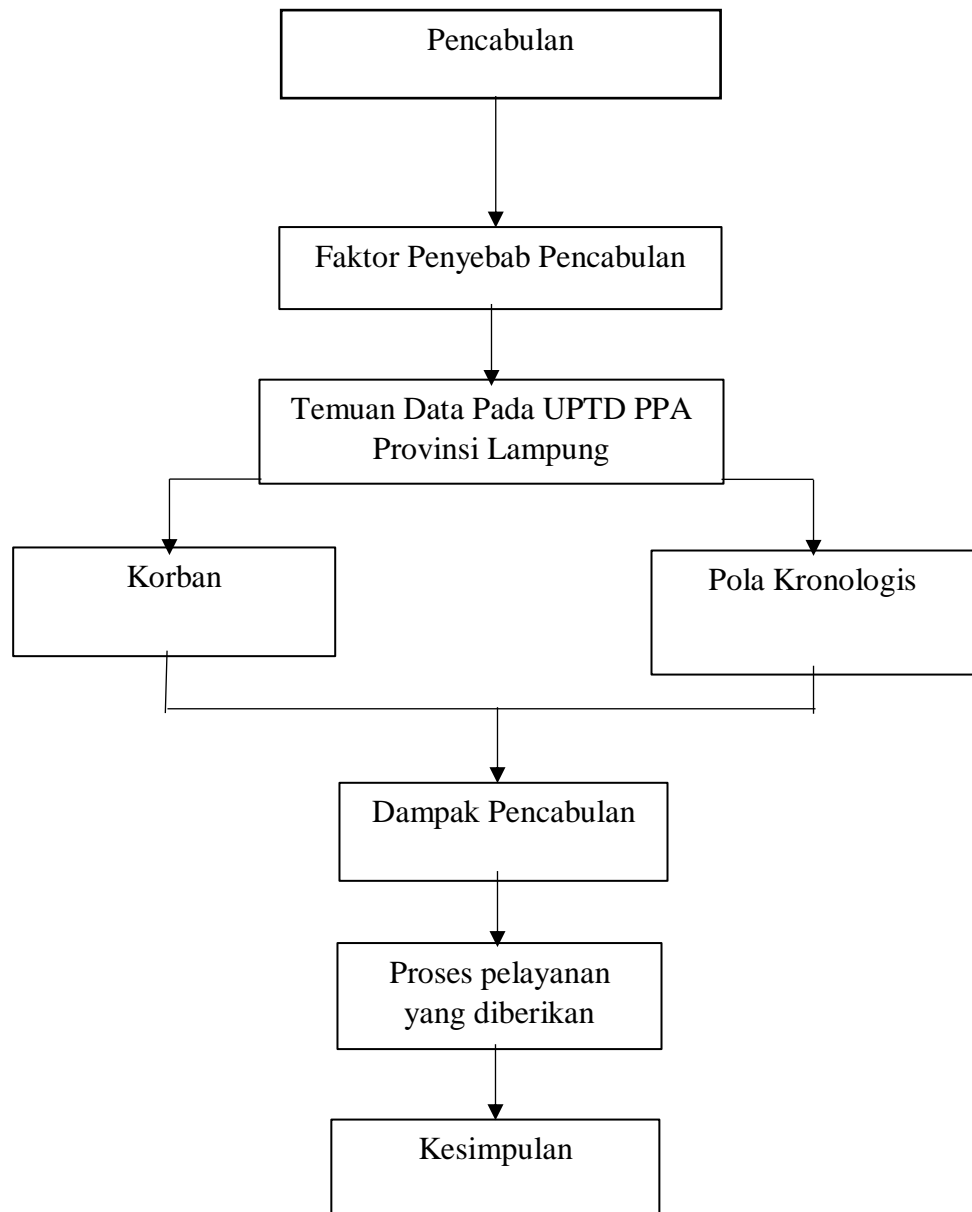 Pencabulan
Faktor Penyebab Pencabulan
Temuan Data Pada UPTD PPA
Provinsi Lampung
Korban
Pola Kronologis
Dampak Pencabulan
Proses pelayanan
yang diberikan
Kesimpulan